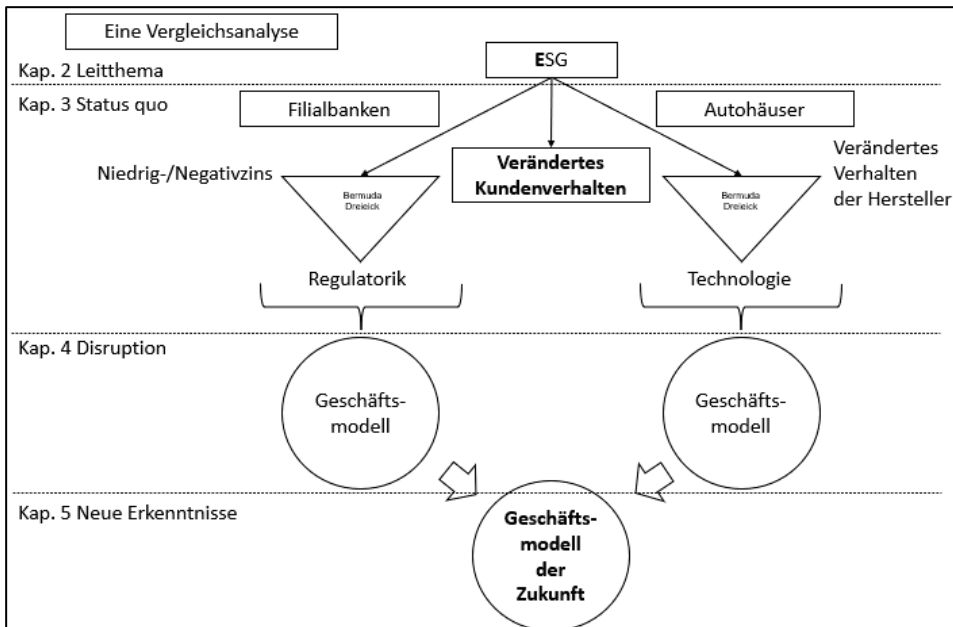 Eine Vergleichsanalyse
Kap. 2 Leitthema
ESG
Kap. 3 Status quo
Filialbanken
Autohäuser
Niedrig-/Negativzins
Verändertes
Kundenverhalten
Verändertes
Verhalten
der Hersteller
Bermuda
Dreieick
Bermuda
Dreieick
Regulatorik
Technologie
Kap. 4 Disruption
Geschäfts-
modell
Geschäfts-
modell
Kap. 5 Neue Erkenntnisse
Geschäfts-
modell
der
Zukunft